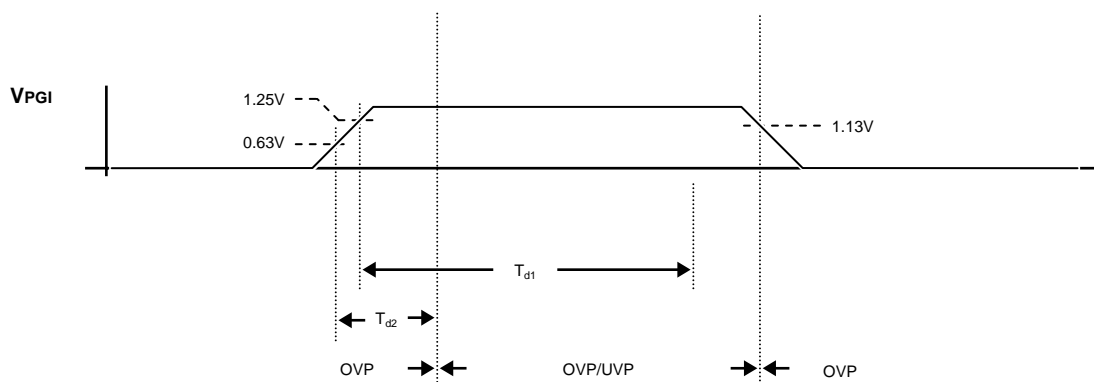 VPGI
1.25V
0.63V
1.13V
Td1
Td2
OVP
OVP/UVP
OVP